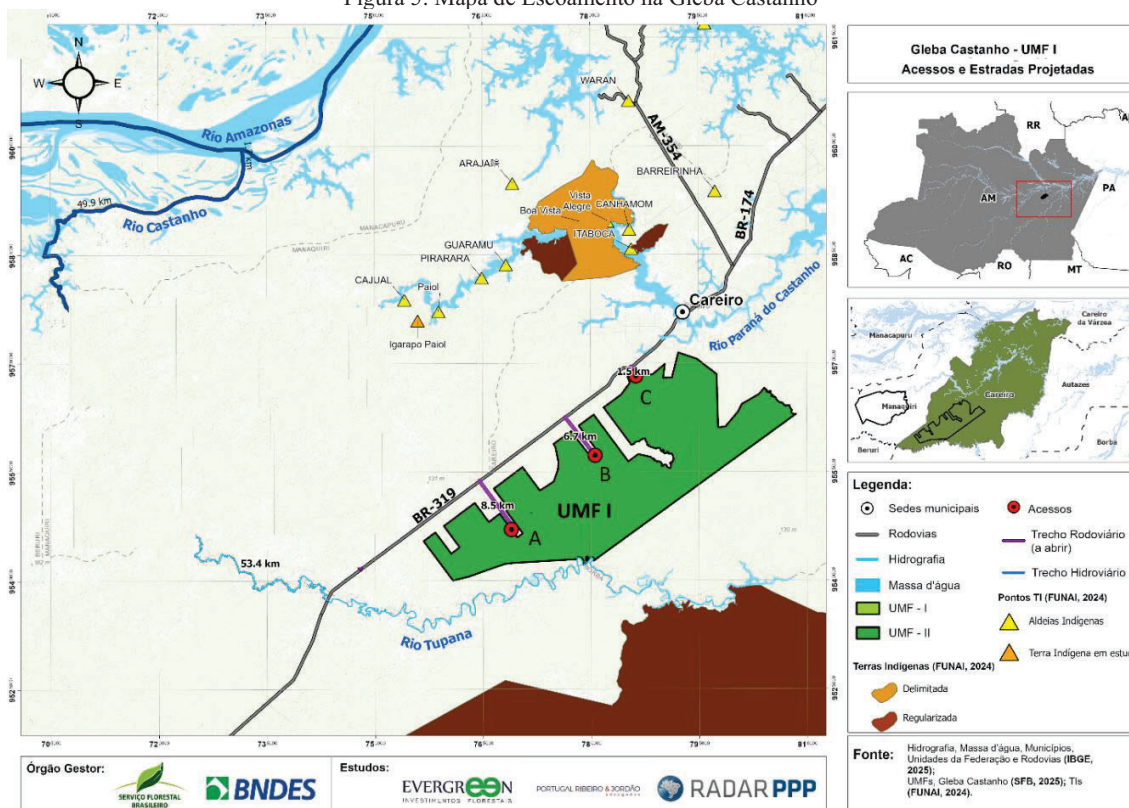 Figura 5: Mapa de Escoamento na Gleba Castanho
N
W
E
S
Rio Amazonas
49.9 km
Rio Castanho
MANACAPURU
MANAQUIRI
WARAN
AM-354
BARREIRINHA
BR-174
Vista
Alegre
Boa Vista
CANHAMOM
ITABOCA
GUARAMU
PIRARARA
CAJUAL
Paiol
Igarapo Paiol
Careiro
Rio Paraná do Castanho
1.5 km
C
6.7 km
B
8.5 km
A
UMF I
BR-319
53.4 km
Rio Tupana
BERURI
MANAQUIRI
Gleba Castanho - UMF I
Acessos e Estradas Projetadas
RR
AM
PA
AC
RO
MT
Manacapuru
Careiro
da Várzea
Manaquiri
Careiro
Autazes
Beruri
Borba
Legenda:
Sedes municipais
Rodovias
Hidrografia
Massa d'água
UMF - I
UMF - II
Acessos
Trecho Rodoviário
(a abrir)
Trecho Hidroviário
Pontos TI (FUNAI, 2024)
Aldeias Indígenas
Terra Indígena em estu
Terras Indígenas (FUNAI, 2024)
Delimitada
Regularizada
Fonte:
Hidrografia, Massa d'água, Municípios,
Unidades da Federação e Rodovias (IBGE,
2025);
UMFs, Gleba Castanho (SFB, 2025); TIs
(FUNAI, 2024).
Órgão Gestor:
SERVIÇO FLORESTAL
BRASILEIRO
BNDES
Estudos:
EVERGREEN
INVESTIMENTOS FLORESTAIS
PORTUGAL RIBEIRO & JORDÃO
RADAR PPP